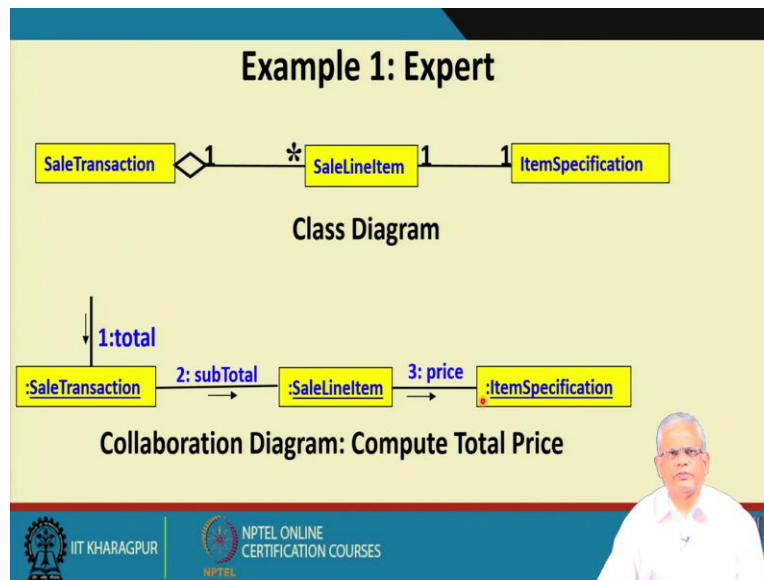 Example 1: Expert
SaleTransaction 1 * SaleLineItem 1 1 ItemSpecification
Class Diagram
1:total
:SaleTransaction 2: subTotal :SaleLineItem 3: price :ItemSpecification
Collaboration Diagram: Compute Total Price
IIT KHARAGPUR
NPTEL ONLINE
CERTIFICATION COURSES
NPTEL